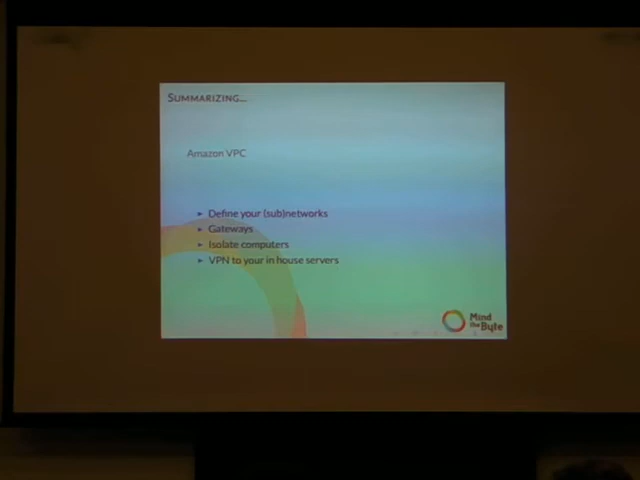 SUMMARIZING...
Amazon VPC
➤ Define your (sub)networks
➤ Gateways
➤ Isolate computers
➤ VPN to your in house servers
Mind
the Byte